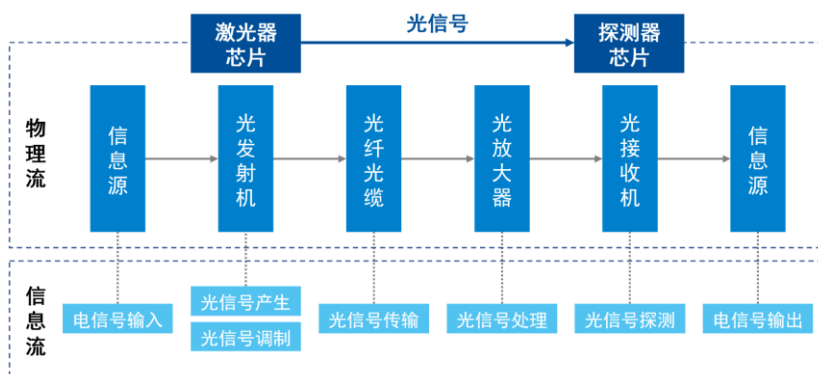 激光器
芯片
光信号
探测器
芯片
物理流
信息源
光发射机
光纤光缆
光放大器
光接收机
信息源
信息流
电信号输入
光信号产生
光信号调制
光信号传输
光信号处理
光信号探测
电信号输出